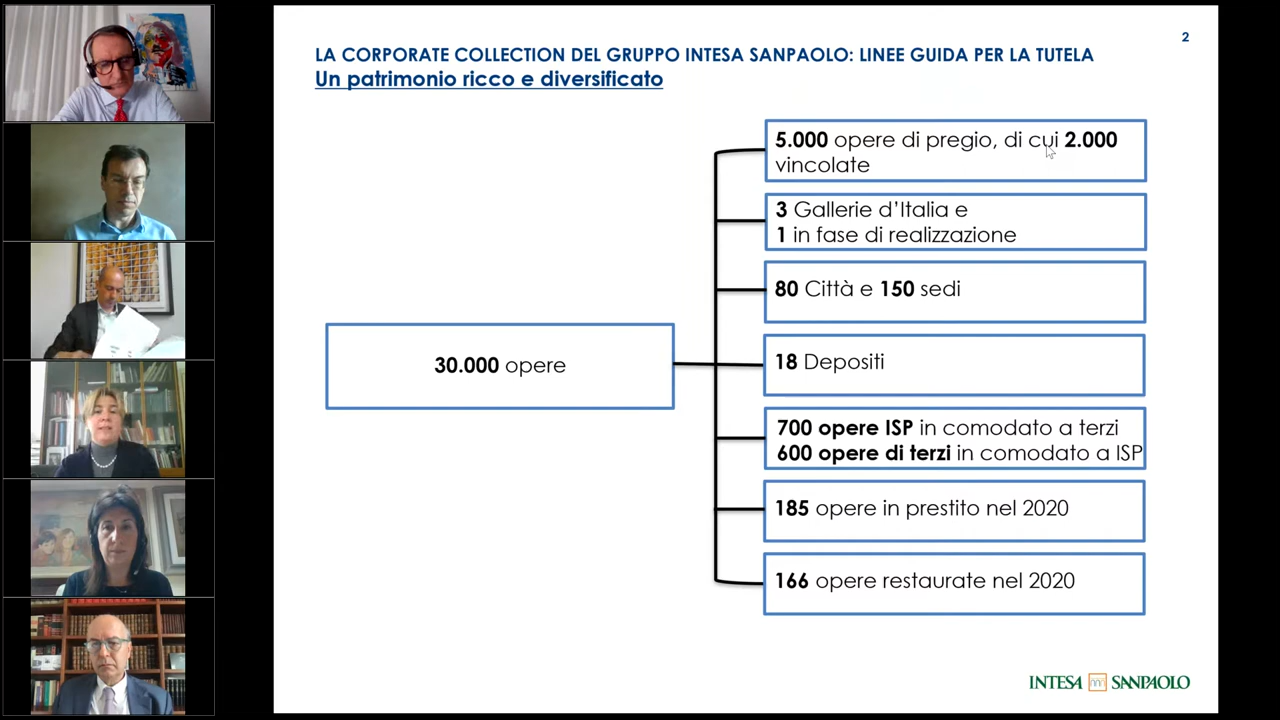 2
LA CORPORATE COLLECTION DEL GRUPPO INTESA SANPAOLO: LINEE GUIDA PER LA TUTELA
Un patrimonio ricco e diversificato
30.000 opere
5.000 opere di pregio, di cui 2.000
vincolate
3 Gallerie d'Italia e
1 in fase di realizzazione
80 Città e 150 sedi
18 Depositi
700 opere ISP in comodato a terzi
600 opere di terzi in comodato a ISP
185 opere in prestito nel 2020
166 opere restaurate nel 2020
INTESA SANPAOLO